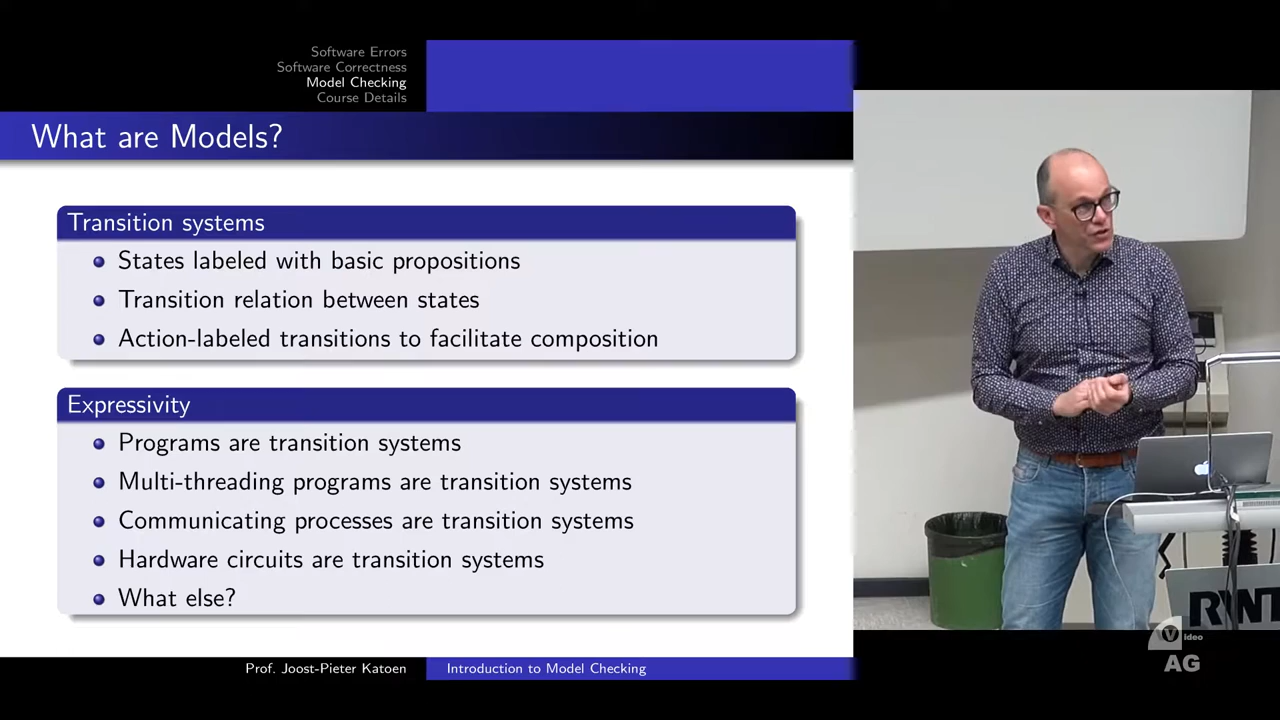 Software Errors
Software Correctness
Model Checking
Course Details
What are Models?
Transition systems
States labeled with basic propositions
Transition relation between states
Action-labeled transitions to facilitate composition
Expressivity
Programs are transition systems
Multi-threading programs are transition systems
Communicating processes are transition systems
Hardware circuits are transition systems
What else?
Prof. Joost-Pieter Katoen
Introduction to Model Checking
RWT
Video
AG